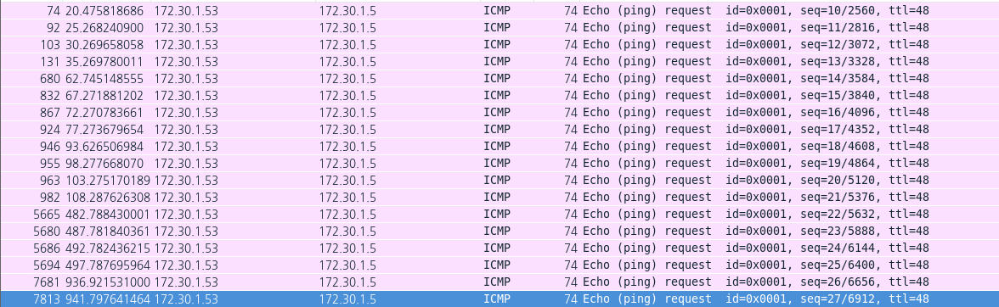 74 20.475818686 172.30.1.53 172.30.1.5 ICMP 74 Echo (ping) request id=0x0001, seq=10/2560, ttl=48
92 25.268240900 172.30.1.53 172.30.1.5 ICMP 74 Echo (ping) request id=0x0001, seq=11/2816, ttl=48
103 30.269658058 172.30.1.53 172.30.1.5 ICMP 74 Echo (ping) request id=0x0001, seq=12/3072, ttl=48
131 35.269780011 172.30.1.53 172.30.1.5 ICMP 74 Echo (ping) request id=0x0001, seq=13/3328, ttl=48
680 62.745148555 172.30.1.53 172.30.1.5 ICMP 74 Echo (ping) request id=0x0001, seq=14/3584, ttl=48
832 67.271881202 172.30.1.53 172.30.1.5 ICMP 74 Echo (ping) request id=0x0001, seq=15/3840, ttl=48
867 72.270783661 172.30.1.53 172.30.1.5 ICMP 74 Echo (ping) request id=0x0001, seq=16/4096, ttl=48
924 77.273679654 172.30.1.53 172.30.1.5 ICMP 74 Echo (ping) request id=0x0001, seq=17/4352, ttl=48
946 93.626506984 172.30.1.53 172.30.1.5 ICMP 74 Echo (ping) request id=0x0001, seq=18/4608, ttl=48
955 98.277668070 172.30.1.53 172.30.1.5 ICMP 74 Echo (ping) request id=0x0001, seq=19/4864, ttl=48
963 103.275170189 172.30.1.53 172.30.1.5 ICMP 74 Echo (ping) request id=0x0001, seq=20/5120, ttl=48
982 108.287626308 172.30.1.53 172.30.1.5 ICMP 74 Echo (ping) request id=0x0001, seq=21/5376, ttl=48
5665 482.788430001 172.30.1.53 172.30.1.5 ICMP 74 Echo (ping) request id=0x0001, seq=22/5632, ttl=48
5680 487.781840361 172.30.1.53 172.30.1.5 ICMP 74 Echo (ping) request id=0x0001, seq=23/5888, ttl=48
5686 492.782436215 172.30.1.53 172.30.1.5 ICMP 74 Echo (ping) request id=0x0001, seq=24/6144, ttl=48
5694 497.787695964 172.30.1.53 172.30.1.5 ICMP 74 Echo (ping) request id=0x0001, seq=25/6400, ttl=48
7681 936.921531000 172.30.1.53 172.30.1.5 ICMP 74 Echo (ping) request id=0x0001, seq=26/6656, ttl=48
7813 941.797641464 172.30.1.53 172.30.1.5 ICMP 74 Echo (ping) request id=0x0001, seq=27/6912, ttl=48